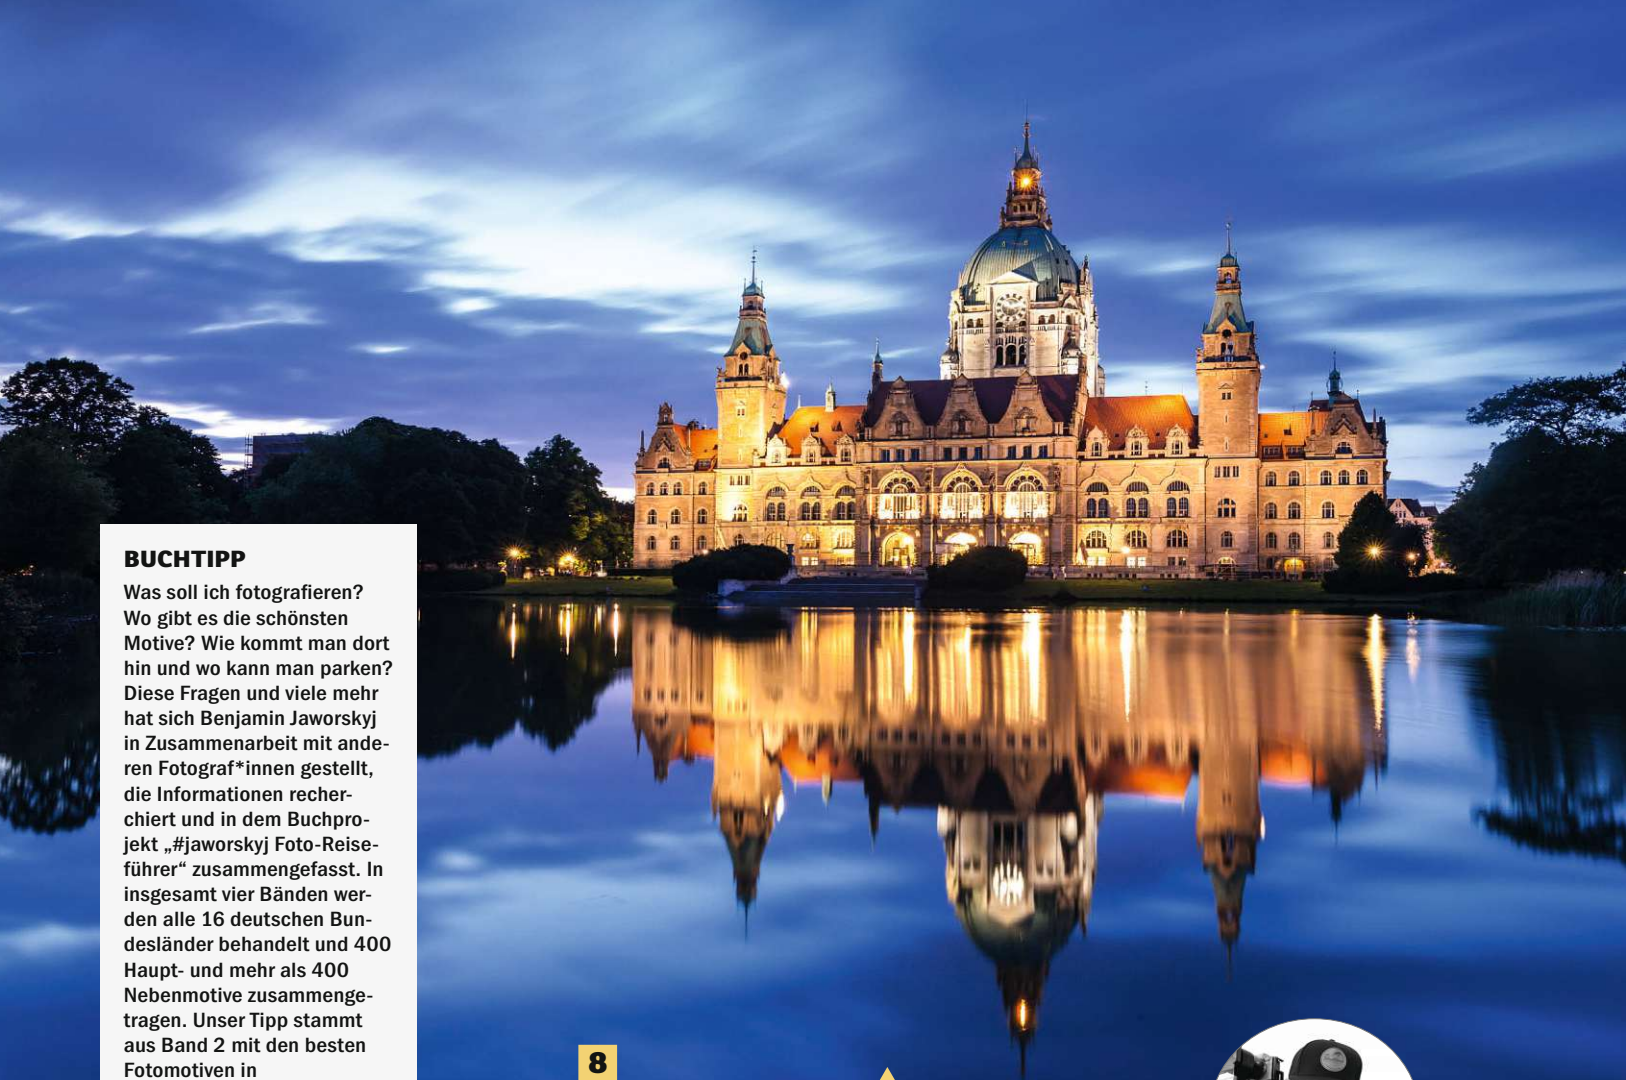 BUCHTIPP
Was soll ich fotografieren?
Wo gibt es die schönsten
Motive? Wie kommt man dort
hin und wo kann man parken?
Diese Fragen und viele mehr
hat sich Benjamin Jaworskyj
in Zusammenarbeit mit ande-
ren Fotograf*innen gestellt,
die Informationen recher-
chiert und in dem Buchpro-
jekt „#jaworskyj Foto-Reise-
führer“ zusammengefasst. In
insgesamt vier Bänden wer-
den alle 16 deutschen Bun-
desländer behandelt und 400
Haupt- und mehr als 400
Nebenmotive zusammenge-
tragen. Unser Tipp stammt
aus Band 2 mit den besten
Fotomotiven in
8